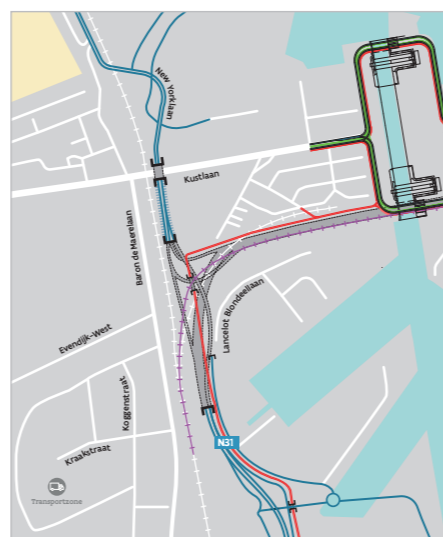 New Yorklaan
Kustlaan
Baron de Maerelaan
Evendijk-West
Lancelot Blondeellaan
Koggenstraat
Kraakstraat
N31
Transportzone